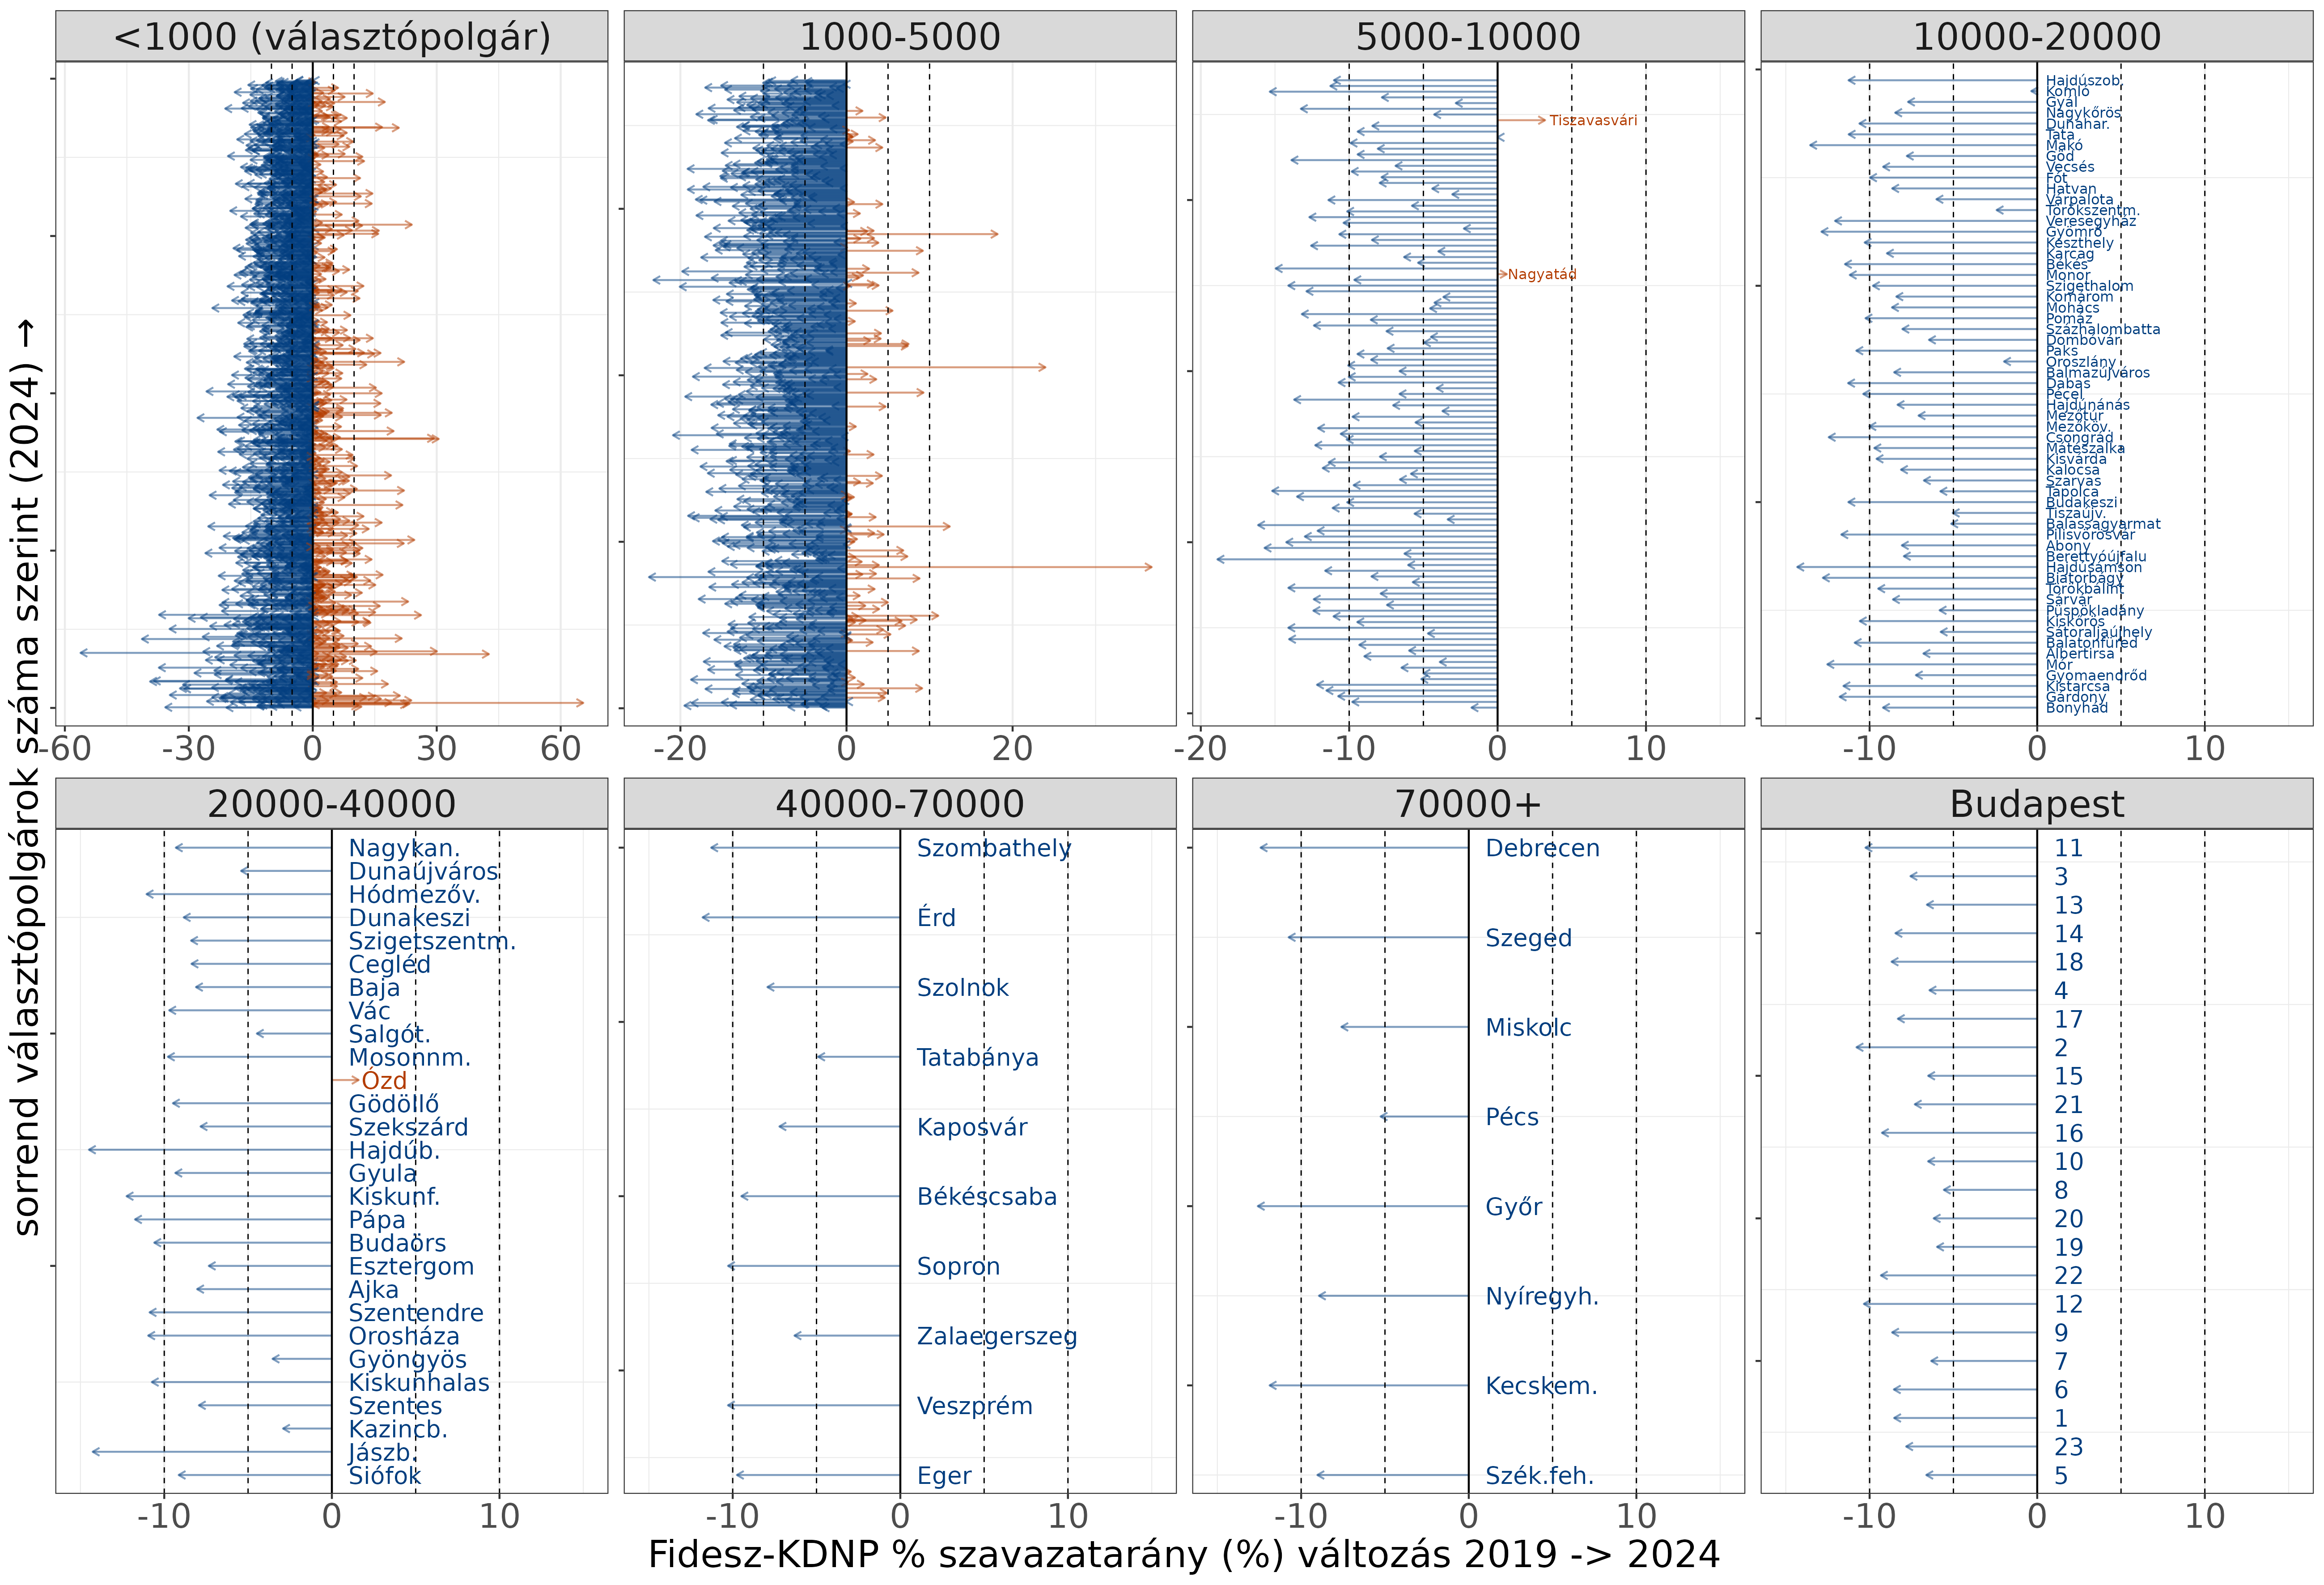 <1000 (választópolgár)
1000-5000
5000-10000
10000-20000
Tiszavasvári
Nagyatád
Hajdúszob.
Komló
Gyál
Nagykőrös
Dunahar.
Tata
Makó
Göd
Vecsés
Fót
Hatvan
Várpalota
Törökszentm.
Veresegyház
Gyömrő
Keszthely
Karcag
Békés
Monor
Szigethalom
Komárom
Mohács
Pomáz
Százhalombatta
Dombóvár
Paks
Oroszlány
Balmazújváros
Dabas
Pécel
Hajdúnánás
Mezőtúr
Mezőköv.
Csongrád
Mátészalka
Kisvárda
Kalocsa
Szarvas
Tapolca
Budakeszi
Tiszaújv.
Balassagyarmat
Pilisvörösvár
Abony
Berettyóújfalu
Hajdúsámson
Biatorbágy
Törökbálint
Sárvár
Püspökladány
Kiskőrös
Sátoraljaújhely
Balatonfüred
Albertirsa
Mór
Gyomaendrőd
Kistarcsa
Gárdony
Bonyhád
-60 -30 0 30 60
-20 0 20
-20 -10 0 10
-10 0 10
sorrend választópolgárok száma szerint (2024) →
20000-40000
40000-70000
70000+
Budapest
Nagykan.
Dunaújváros
Hódmezőv.
Dunakeszi
Szigetszentm.
Cegléd
Baja
Vác
Salgót.
Mosonnm.
Ózd
Gödöllő
Szekszárd
Hajdúb.
Gyula
Kiskunf.
Pápa
Budaörs
Esztergom
Ajka
Szentendre
Orosháza
Gyöngyös
Kiskunhalas
Szentes
Kazincb.
Jászb.
Siófok
Szombathely
Érd
Szolnok
Tatabánya
Kaposvár
Békéscsaba
Sopron
Zalaegerszeg
Veszprém
Eger
Debrecen
Szeged
Miskolc
Pécs
Győr
Nyíregyh.
Kecskem.
Szék.feh.
11
3
13
14
18
4
17
2
15
21
16
10
8
20
19
22
12
9
7
6
1
23
5
-10 0 10
-10 0 10
-10 0 10
-10 0 10
Fidesz-KDNP % szavazatarány (%) változás 2019 -> 2024